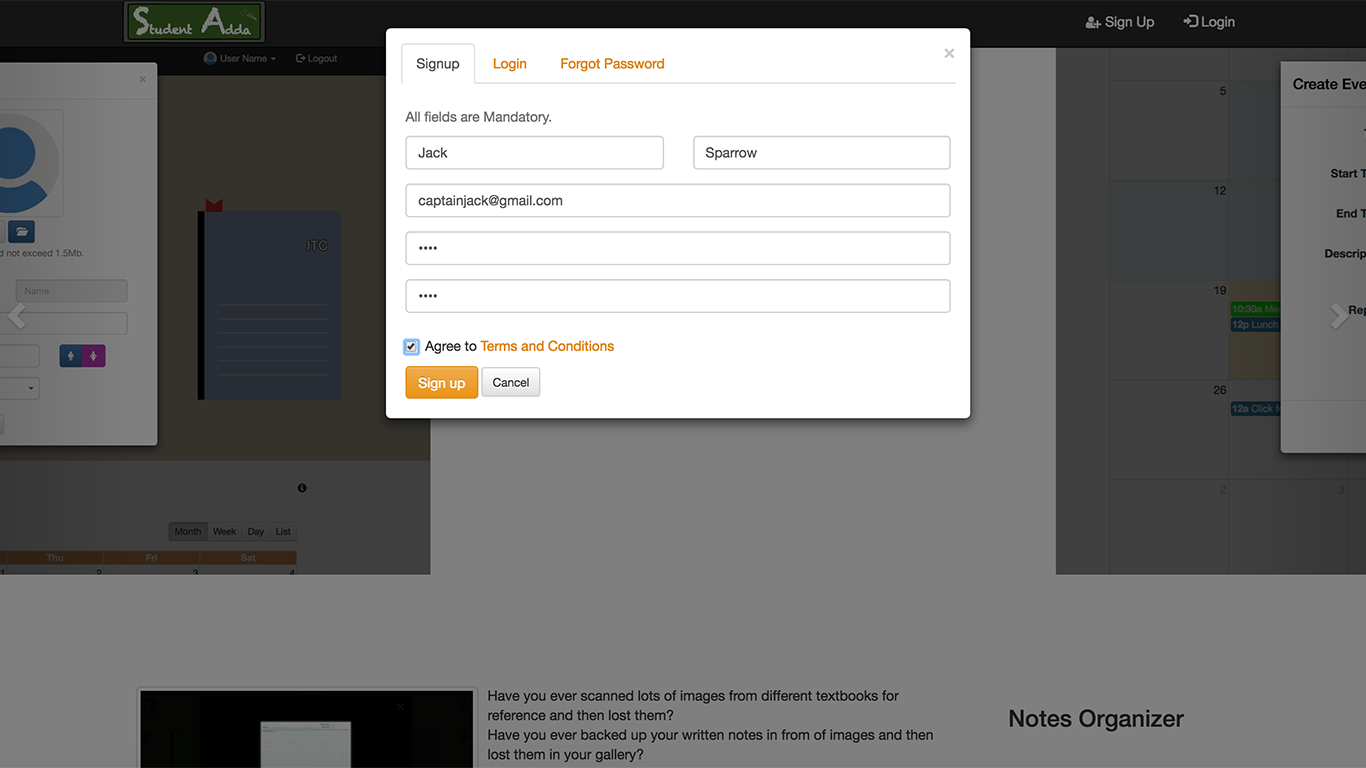 Student Adda
Sign Up
Login
User Name
Logout
Signup
Login
Forgot Password
×
All fields are Mandatory.
Jack
Sparrow
captainjack@gmail.com
••••
••••
Agree to Terms and Conditions
Sign up
Cancel
×
not exceed 1.5Mb.
Name
ITC
Month
Week
Day
List
Thu
Fri
Sat
1
2
3
4
5
12
19
10:30a
12p Lunch
26
12a Click
2
3
Create Eve
Start T
End T
Descrip
Rep
Have you ever scanned lots of images from different textbooks for
reference and then lost them?
Have you ever backed up your written notes in from of images and then
lost them in your gallery?
Notes Organizer